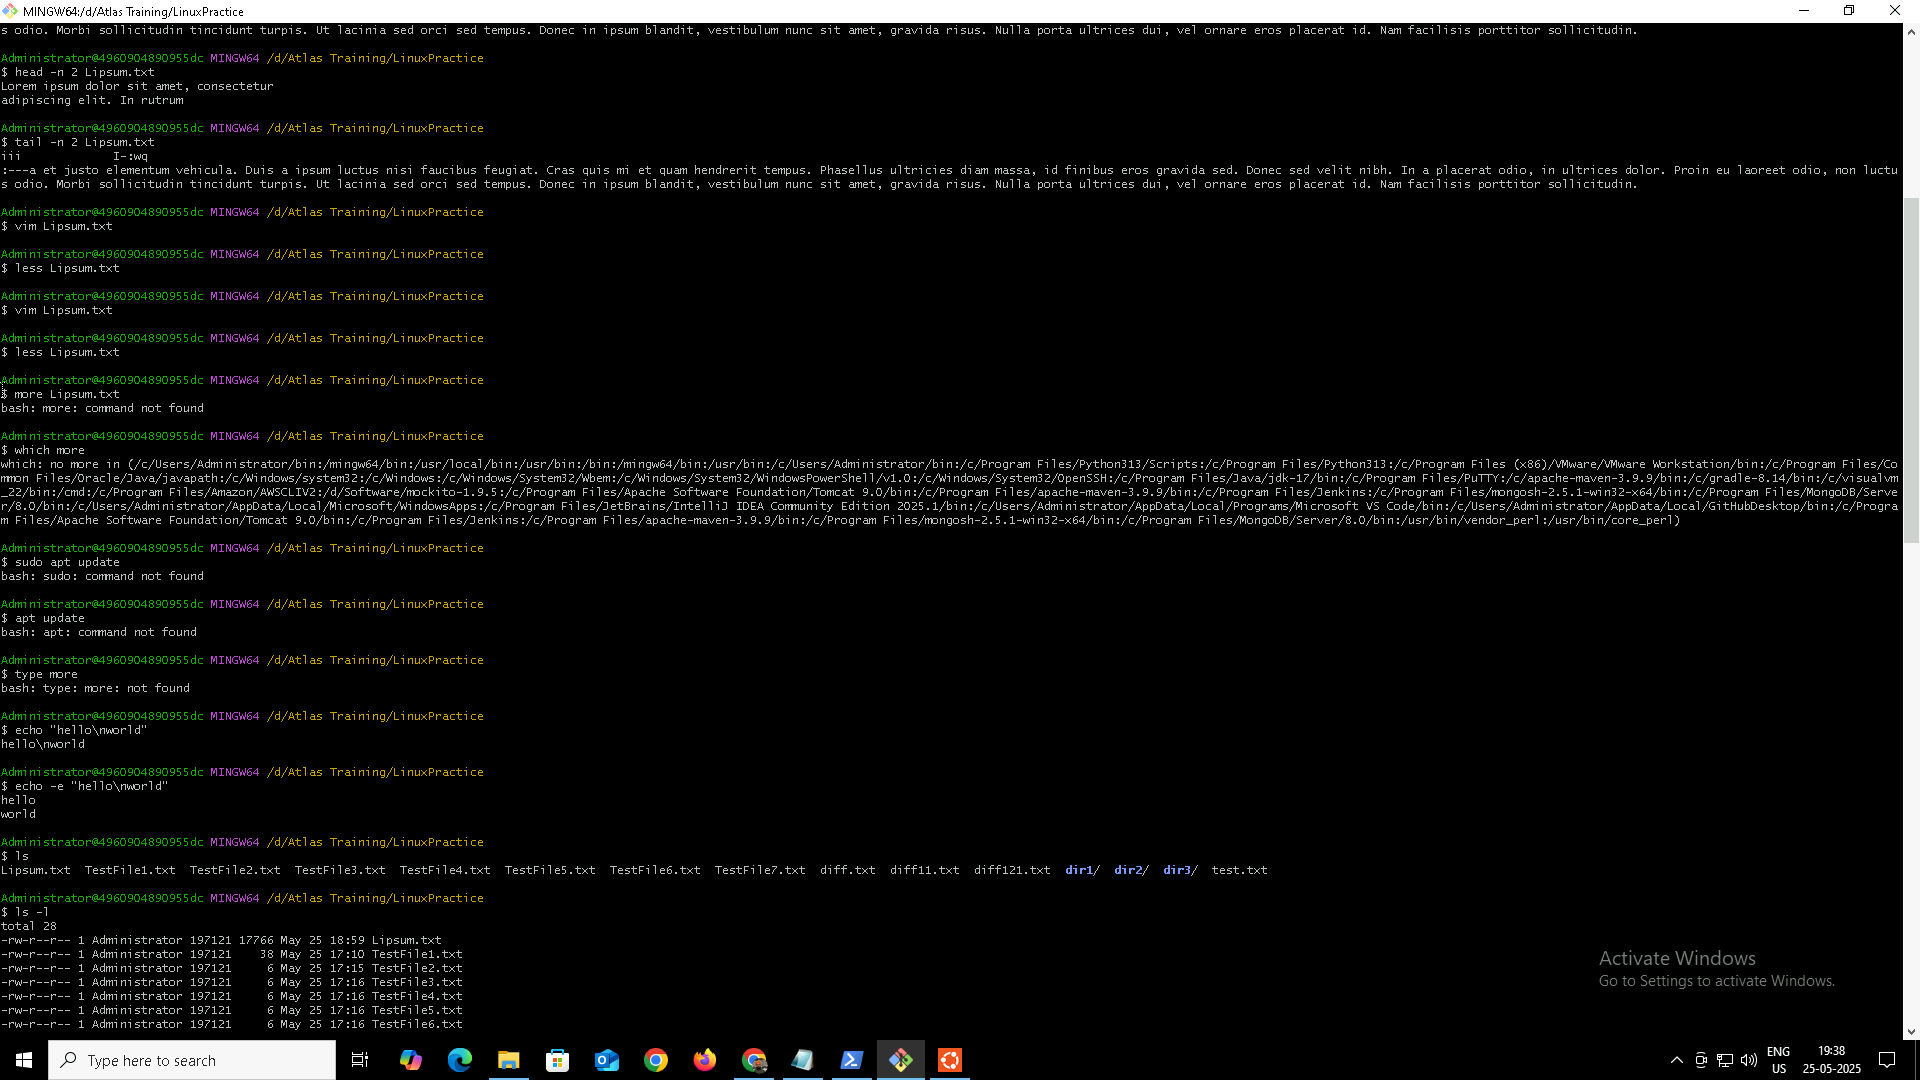 MINGW64:/d/Atlas Training/LinuxPractice
s odio. Morbi sollicitudin tincidunt turpis. Ut lacinia sed orci sed tempus. Donec in ipsum blandit, vestibulum nunc sit amet, gravida risus. Nulla porta ultrices dui, vel ornare eros placerat id. Nam facilisis porttitor sollicitudin.
Administrator@4960904890955dc MINGW64 /d/Atlas Training/LinuxPractice
$ head -n 2 Lipsum.txt
Lorem ipsum dolor sit amet, consectetur
adipiscing elit. In rutrum
Administrator@4960904890955dc MINGW64 /d/Atlas Training/LinuxPractice
$ tail -n 2 Lipsum.txt
iii             I-:wq
:---a et justo elementum vehicula. Duis a ipsum luctus nisi faucibus feugiat. Cras quis mi et quam hendrerit tempus. Phasellus ultricies diam massa, id finibus eros gravida sed. Donec sed velit nibh. In a placerat odio, in ultrices dolor. Proin eu laoreet odio, non luctu
s odio. Morbi sollicitudin tincidunt turpis. Ut lacinia sed orci sed tempus. Donec in ipsum blandit, vestibulum nunc sit amet, gravida risus. Nulla porta ultrices dui, vel ornare eros placerat id. Nam facilisis porttitor sollicitudin.
Administrator@4960904890955dc MINGW64 /d/Atlas Training/LinuxPractice
$ vim Lipsum.txt
Administrator@4960904890955dc MINGW64 /d/Atlas Training/LinuxPractice
$ less Lipsum.txt
Administrator@4960904890955dc MINGW64 /d/Atlas Training/LinuxPractice
$ vim Lipsum.txt
Administrator@4960904890955dc MINGW64 /d/Atlas Training/LinuxPractice
$ less Lipsum.txt
Administrator@4960904890955dc MINGW64 /d/Atlas Training/LinuxPractice
$ more Lipsum.txt
bash: more: command not found
Administrator@4960904890955dc MINGW64 /d/Atlas Training/LinuxPractice
$ which more
which: no more in (/c/Users/Administrator/bin:/mingw64/bin:/usr/local/bin:/usr/bin:/bin:/mingw64/bin:/usr/bin:/c/Users/Administrator/bin:/c/Program Files/Python313/Scripts:/c/Program Files/Python313:/c/Program Files (x86)/VMware/VMware Workstation/bin:/c/Program Files/Co
mmon Files/Oracle/Java/javapath:/c/Windows/system32:/c/Windows:/c/Windows/System32/Wbem:/c/Windows/System32/WindowsPowerShell/v1.0:/c/Windows/System32/OpenSSH:/c/Program Files/Java/jdk-17/bin:/c/Program Files/PuTTY:/c/apache-maven-3.9.9/bin:/c/gradle-8.14/bin:/c/visualvm
_22/bin:/cmd:/c/Program Files/Amazon/AWSCLIV2:/d/Software/mockito-1.9.5:/c/Program Files/Apache Software Foundation/Tomcat 9.0/bin:/c/Program Files/apache-maven-3.9.9/bin:/c/Program Files/Jenkins:/c/Program Files/mongosh-2.5.1-win32-x64/bin:/c/Program Files/MongoDB/Serve
r/8.0/bin:/c/Users/Administrator/AppData/Local/Microsoft/WindowsApps:/c/Program Files/JetBrains/IntelliJ IDEA Community Edition 2025.1/bin:/c/Users/Administrator/AppData/Local/Programs/Microsoft VS Code/bin:/c/Users/Administrator/AppData/Local/GitHubDesktop/bin:/c/Progra
m Files/Apache Software Foundation/Tomcat 9.0/bin:/c/Program Files/Jenkins:/c/Program Files/apache-maven-3.9.9/bin:/c/Program Files/mongosh-2.5.1-win32-x64/bin:/c/Program Files/MongoDB/Server/8.0/bin:/usr/bin/vendor_perl:/usr/bin/core_perl)
Administrator@4960904890955dc MINGW64 /d/Atlas Training/LinuxPractice
$ sudo apt update
bash: sudo: command not found
Administrator@4960904890955dc MINGW64 /d/Atlas Training/LinuxPractice
$ apt update
bash: apt: command not found
Administrator@4960904890955dc MINGW64 /d/Atlas Training/LinuxPractice
$ type more
bash: type: more: not found
Administrator@4960904890955dc MINGW64 /d/Atlas Training/LinuxPractice
$ echo "hello\nworld"
hello\nworld
Administrator@4960904890955dc MINGW64 /d/Atlas Training/LinuxPractice
$ echo -e "hello\nworld"
hello
world
Administrator@4960904890955dc MINGW64 /d/Atlas Training/LinuxPractice
$ ls
Lipsum.txt  TestFile1.txt  TestFile2.txt  TestFile3.txt  TestFile4.txt  TestFile5.txt  TestFile6.txt  TestFile7.txt  diff.txt  diff11.txt  diff121.txt  dir1/  dir2/  dir3/  test.txt
Administrator@4960904890955dc MINGW64 /d/Atlas Training/LinuxPractice
$ ls -l
total 28
-rw-r--r-- 1 Administrator 197121 17766 May 25 18:59 Lipsum.txt
-rw-r--r-- 1 Administrator 197121    38 May 25 17:10 TestFile1.txt
-rw-r--r-- 1 Administrator 197121     6 May 25 17:15 TestFile2.txt
-rw-r--r-- 1 Administrator 197121     6 May 25 17:16 TestFile3.txt
-rw-r--r-- 1 Administrator 197121     6 May 25 17:16 TestFile4.txt
-rw-r--r-- 1 Administrator 197121     6 May 25 17:16 TestFile5.txt
-rw-r--r-- 1 Administrator 197121     6 May 25 17:16 TestFile6.txt
Activate Windows
Go to Settings to activate Windows.
Type here to search
ENG
US
19:38
25-05-2025